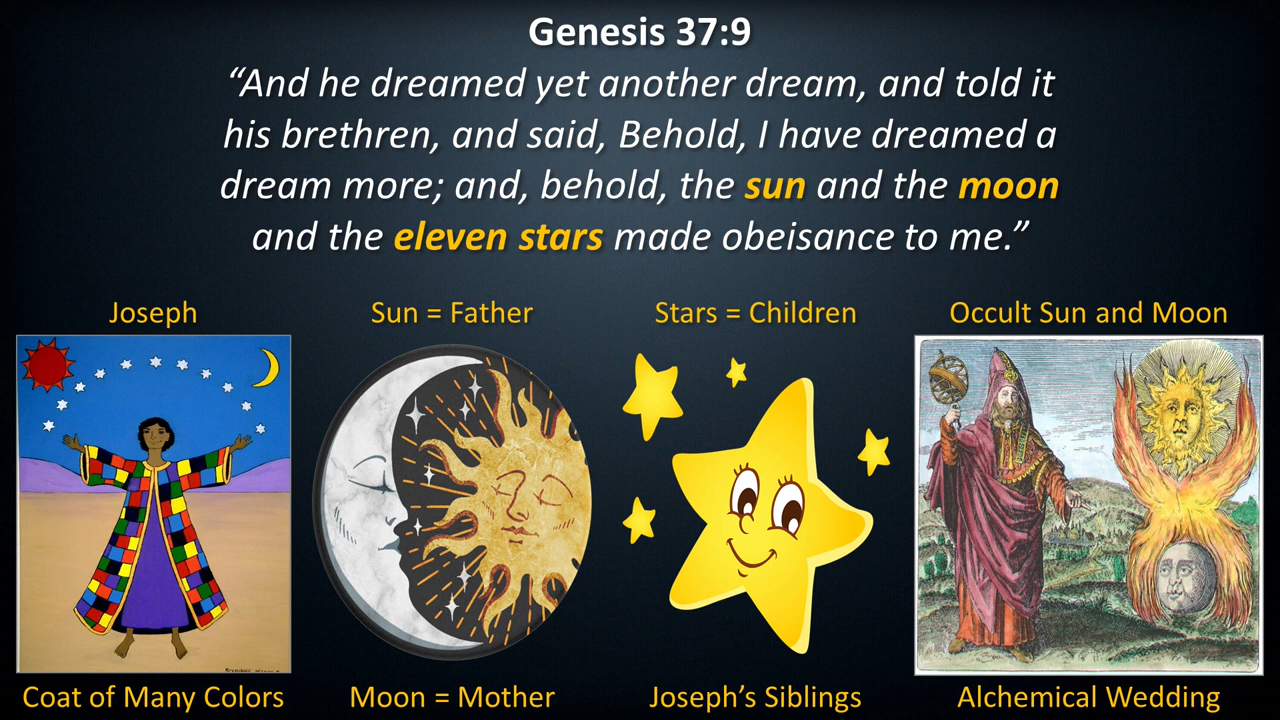 Genesis 37:9
“And he dreamed yet another dream, and told it
his brethren, and said, Behold, I have dreamed a
dream more; and, behold, the sun and the moon
and the eleven stars made obeisance to me.”
Joseph
Sun = Father
Stars = Children
Occult Sun and Moon
Coat of Many Colors
Moon = Mother
Joseph’s Siblings
Alchemical Wedding